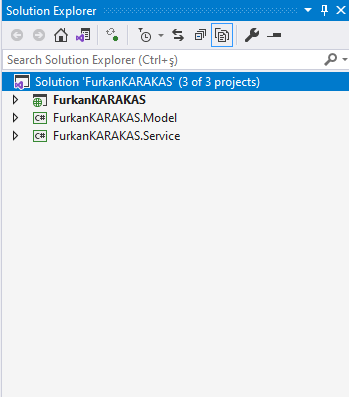 Solution Explorer
Search Solution Explorer (Ctrl+ş)
Solution 'FurkanKARAKAS' (3 of 3 projects)
FurkanKARAKAS
C# FurkanKARAKAS.Model
C# FurkanKARAKAS.Service